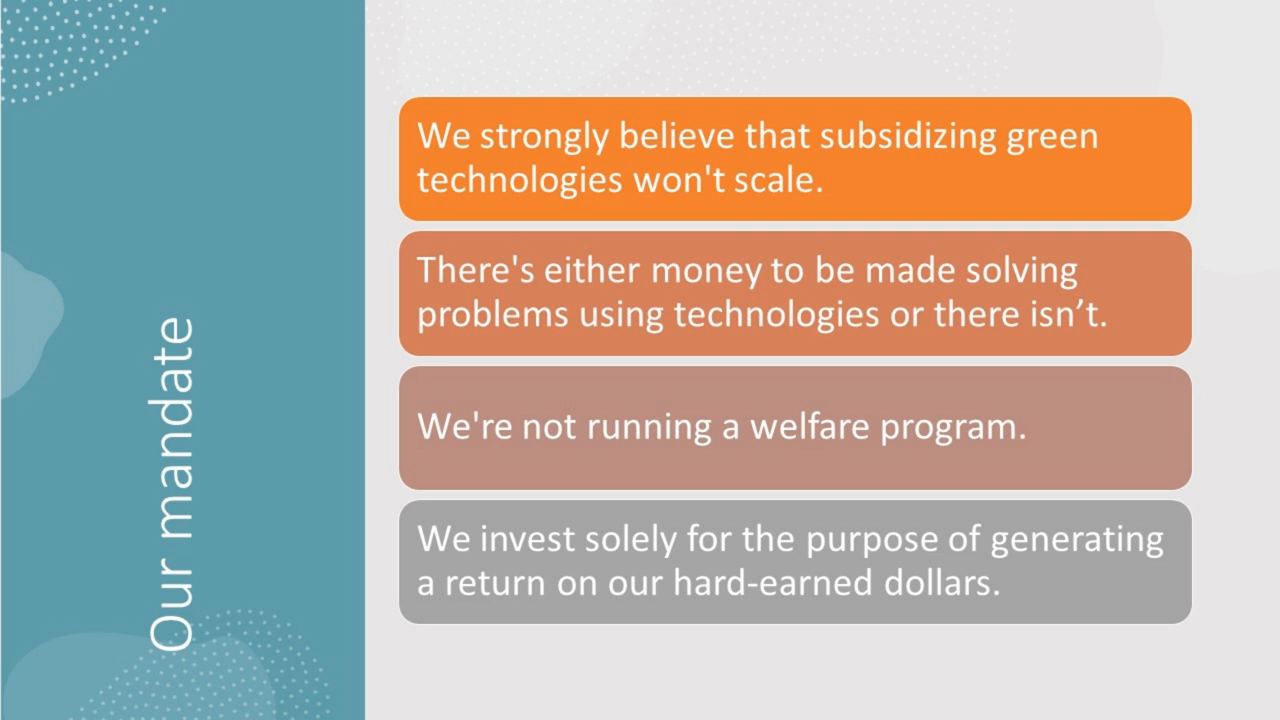 Our mandate
We strongly believe that subsidizing green
technologies won't scale.
There's either money to be made solving
problems using technologies or there isn’t.
We're not running a welfare program.
We invest solely for the purpose of generating
a return on our hard-earned dollars.